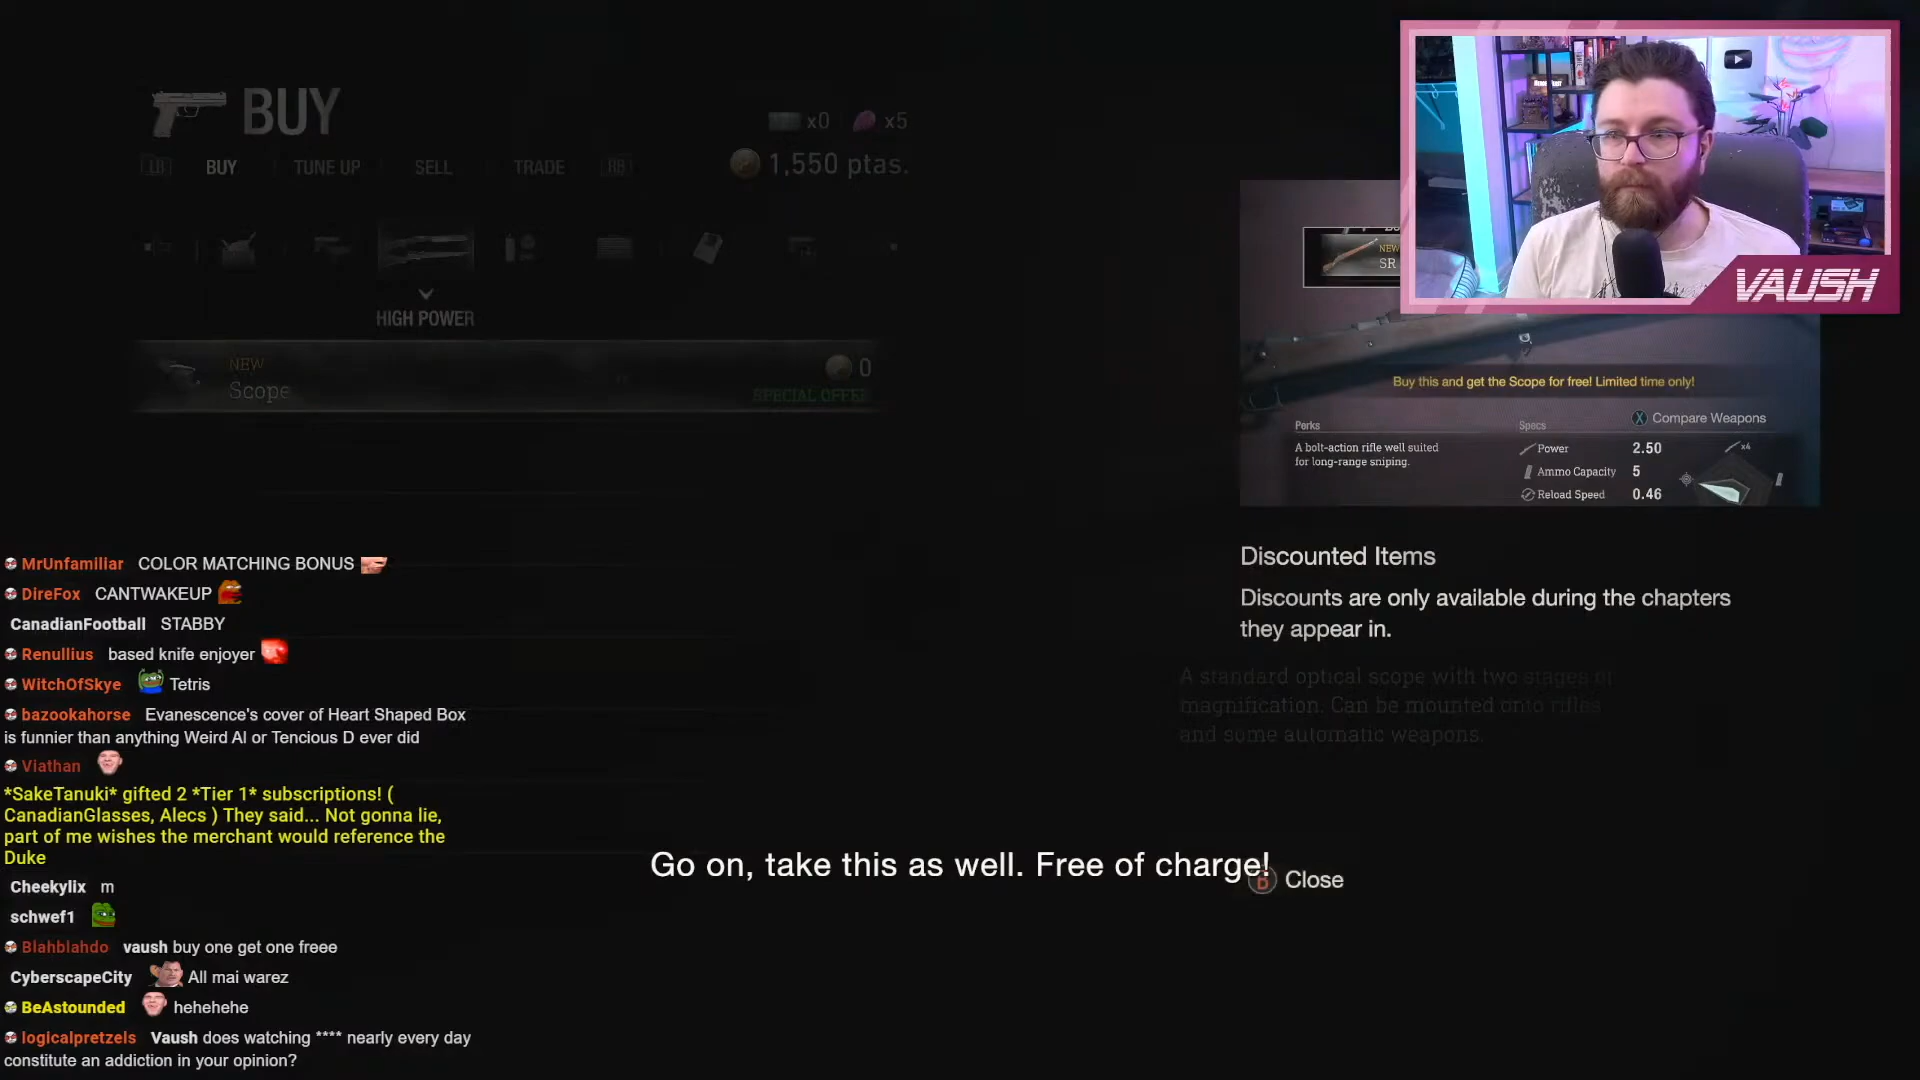 BUY
x0 x5
1,550 ptas.
LB BUY TUNE UP SELL TRADE RB
HIGH POWER
NEW
Scope
0
SPECIAL OFFER
NEW
SR
VAUSH
Buy this and get the Scope for free! Limited time only!
X Compare Weapons
Perks
A bolt-action rifle well suited
for long-range sniping.
Specs
Power 2.50
Ammo Capacity 5
Reload Speed 0.46
x4
Discounted Items
Discounts are only available during the chapters
they appear in.
A standard optical scope with two stages of
magnification. Can be mounted onto rifles
and some automatic weapons.
Go on, take this as well. Free of charge!
B Close
MrUnfamiliar COLOR MATCHING BONUS
DireFox CANTWAKEUP
CanadianFootball STABBY
Renullius based knife enjoyer
WitchOfSkye Tetris
bazookahorse Evanescence's cover of Heart Shaped Box
is funnier than anything Weird Al or Tencious D ever did
Viathan
*SakeTanuki* gifted 2 *Tier 1* subscriptions! (
CanadianGlasses, Alecs ) They said... Not gonna lie,
part of me wishes the merchant would reference the
Duke
Cheekylix m
schwef1
Blahblahdo vaush buy one get one freee
CyberscapeCity All mai warez
BeAstounded hehehehe
logicalpretzels Vaush does watching **** nearly every day
constitute an addiction in your opinion?